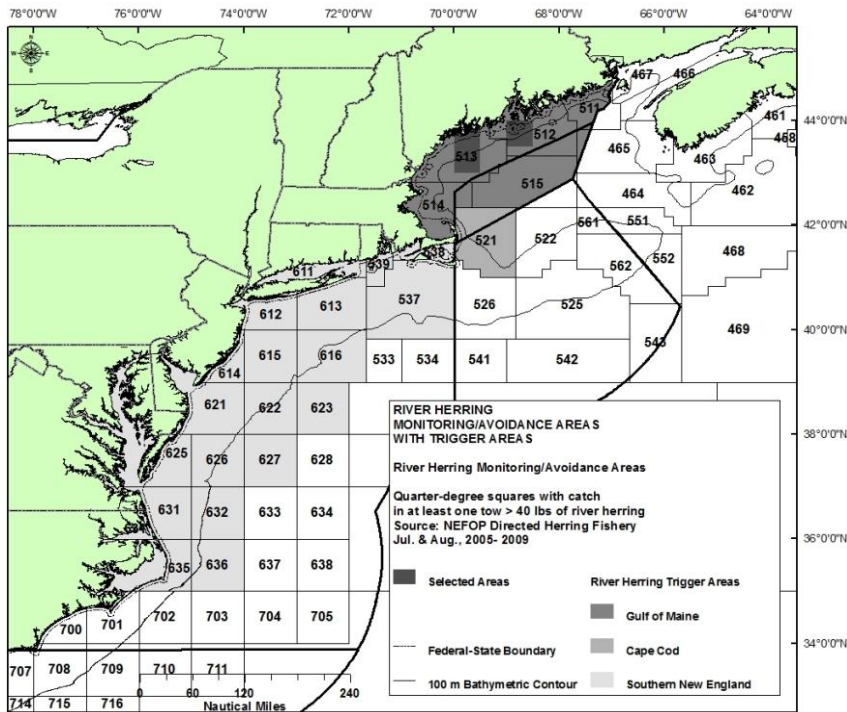 78°0'0"W 76°0'0"W 74°0'0"W 72°0'0"W 70°0'0"W 68°0'0"W 66°0'0"W 64°0'0"W
N
W E
S
467 466
511
461
44°0'0"N
512
458
513 465 463
515
464 462
514
42°0'0"N
551
561
521 522
538
552 468
539
611 562
537
613 526 525
612
40°0'0"N
543 469
615 616
533 534 541 542
614
621 622 623
RIVER HERRING
MONITORING/AVOIDANCE AREAS
WITH TRIGGER AREAS
38°0'0"N
625
626 627 628
River Herring Monitoring/Avoidance Areas
Quarter-degree squares with catch
in at least one tow > 40 lbs of river herring
Source: NEFOP Directed Herring Fishery
Jul. & Aug., 2005- 2009
631 632 633 634
36°0'0"N
635 636 637 638
Selected Areas
River Herring Trigger Areas
Gulf of Maine
700 701 702 703 704 705
Federal-State Boundary
Cape Cod
34°0'0"N
100 m Bathymetric Contour
Southern New England
707 708 709 710 711
714 715 716
0 60 120 240
Nautical Miles